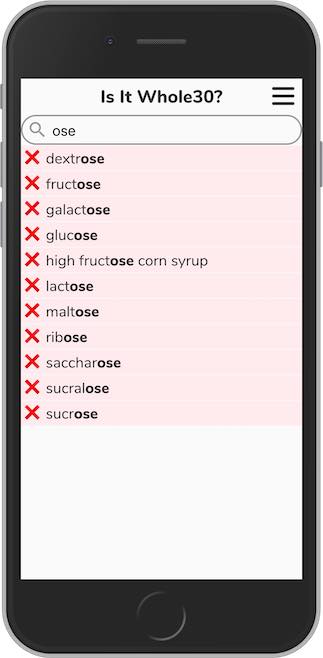 Is It Whole30?
ose
dextrose
fructose
galactose
glucose
high fructose corn syrup
lactose
maltose
ribose
saccharose
sucralose
sucrose